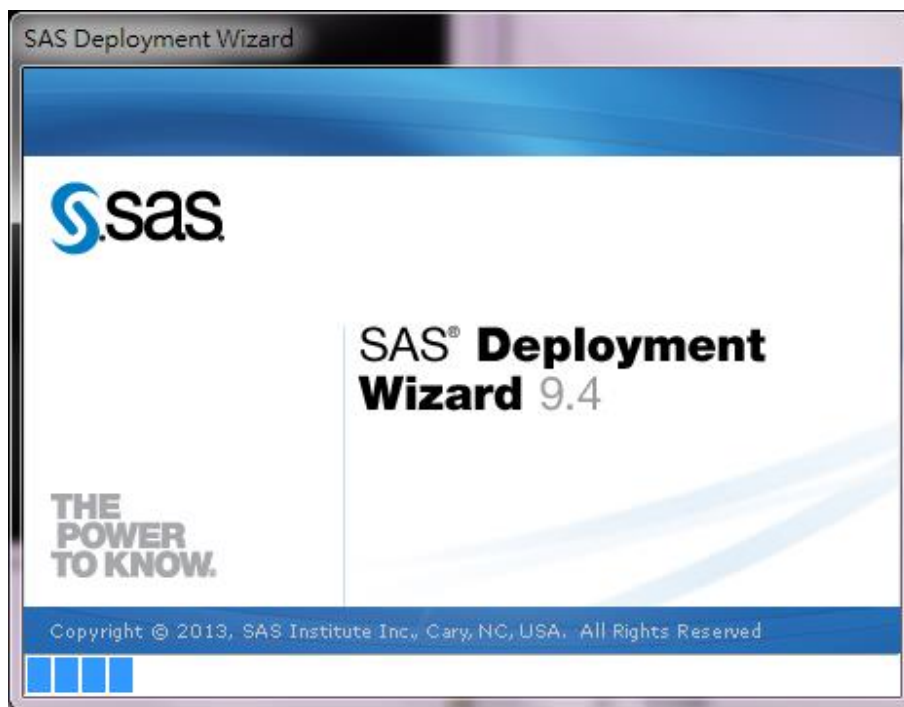 SAS Deployment Wizard
sas
SAS® Deployment
Wizard 9.4
THE
POWER
TO KNOW.
Copyright © 2013, SAS Institute Inc., Cary, NC, USA. All Rights Reserved